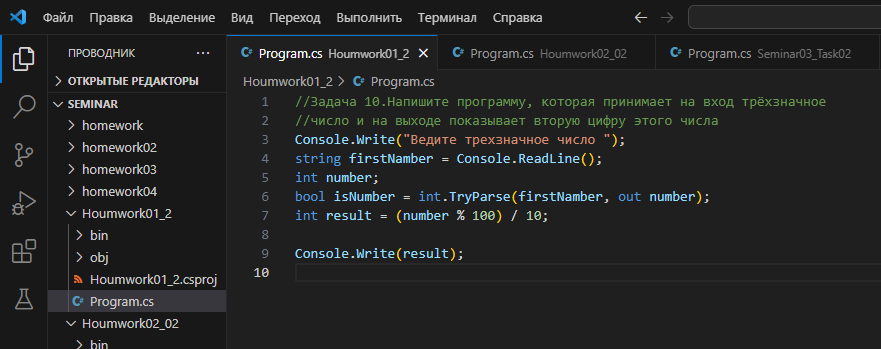 Файл Правка Выделение Вид Переход Выполнить Терминал Справка
ПРОВОДНИК ···
Program.cs Houmwork01_2
Program.cs Houmwork02_02
Program.cs Seminar03_Task02
ОТКРЫТЫЕ РЕДАКТОРЫ
SEMINAR
homework
homework02
homework03
homework04
Houmwork01_2
bin
obj
Houmwork01_2.csproj
Program.cs
Houmwork02_02
bin
Houmwork01_2 > Program.cs
1 //Задача 10.Напишите программу, которая принимает на вход трёхзначное
2 //число и на выходе показывает вторую цифру этого числа
3 Console.Write("Ведите трехзначное число ");
4 string firstNamber = Console.ReadLine();
5 int number;
6 bool isNumber = int.TryParse(firstNamber, out number);
7 int result = (number % 100) / 10;
8
9 Console.Write(result);
10